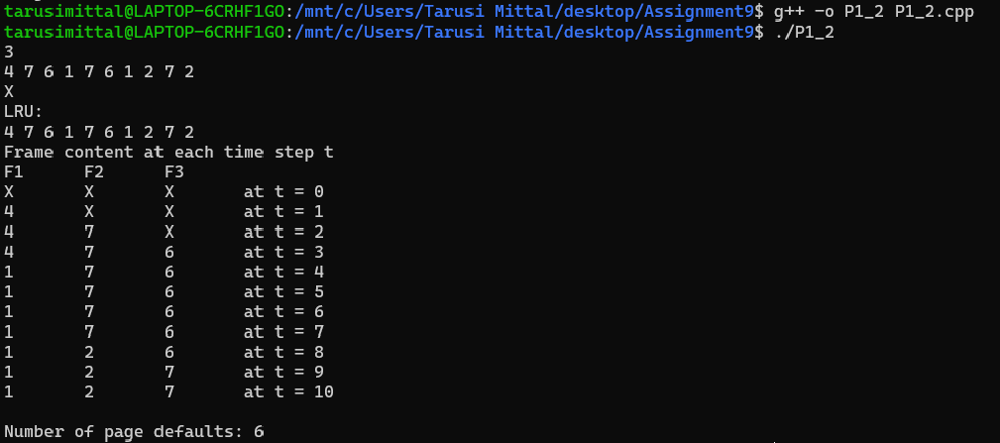 tarusimittal@LAPTOP-6CRHF1GO:/mnt/c/Users/Tarusi Mittal/desktop/Assignment9$ g++ -o P1_2 P1_2.cpp
tarusimittal@LAPTOP-6CRHF1GO:/mnt/c/Users/Tarusi Mittal/desktop/Assignment9$ ./P1_2
3
4 7 6 1 7 6 1 2 7 2
X
LRU:
4 7 6 1 7 6 1 2 7 2
Frame content at each time step t
F1 F2 F3
X X X at t = 0
4 X X at t = 1
4 7 X at t = 2
4 7 6 at t = 3
1 7 6 at t = 4
1 7 6 at t = 5
1 7 6 at t = 6
1 7 6 at t = 7
1 2 6 at t = 8
1 2 7 at t = 9
1 2 7 at t = 10
Number of page defaults: 6